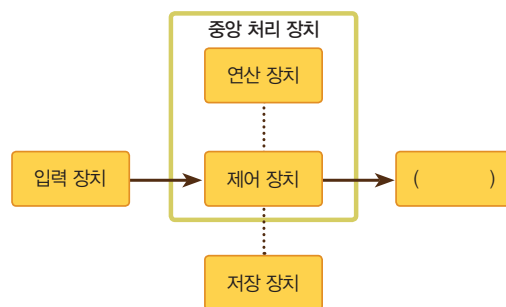 중앙 처리 장치
연산 장치
입력 장치
제어 장치
(          )
저장 장치